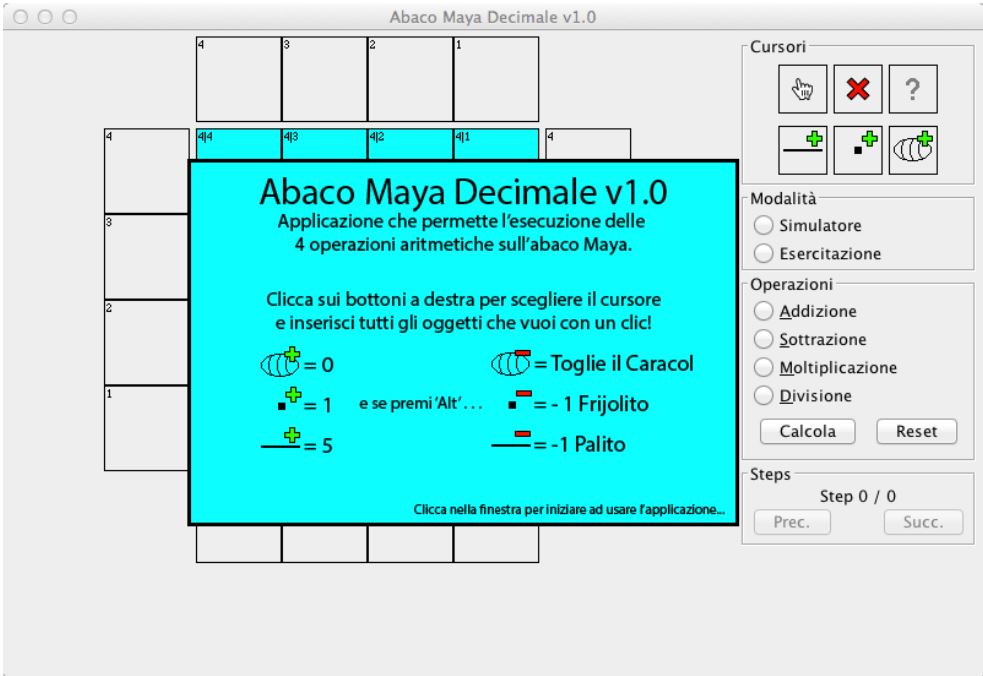 Abaco Maya Decimale v1.0
4 3 2 1
4 4|4 4|3 4|2 4|1 4
3
2
1
Abaco Maya Decimale v1.0
Applicazione che permette l'esecuzione delle
4 operazioni aritmetiche sull'abaco Maya.
Clicca sui bottoni a destra per scegliere il cursore
e inserisci tutti gli oggetti che vuoi con un clic!
= 0
= Toglie il Caracol
= 1
e se premi 'Alt'...
= - 1 Frijolito
= 5
= -1 Palito
Clicca nella finestra per iniziare ad usare l'applicazione...
Cursori
?
Modalità
Simulatore
Esercitazione
Operazioni
Addizione
Sottrazione
Moltiplicazione
Divisione
Calcola Reset
Steps
Step 0 / 0
Prec. Succ.